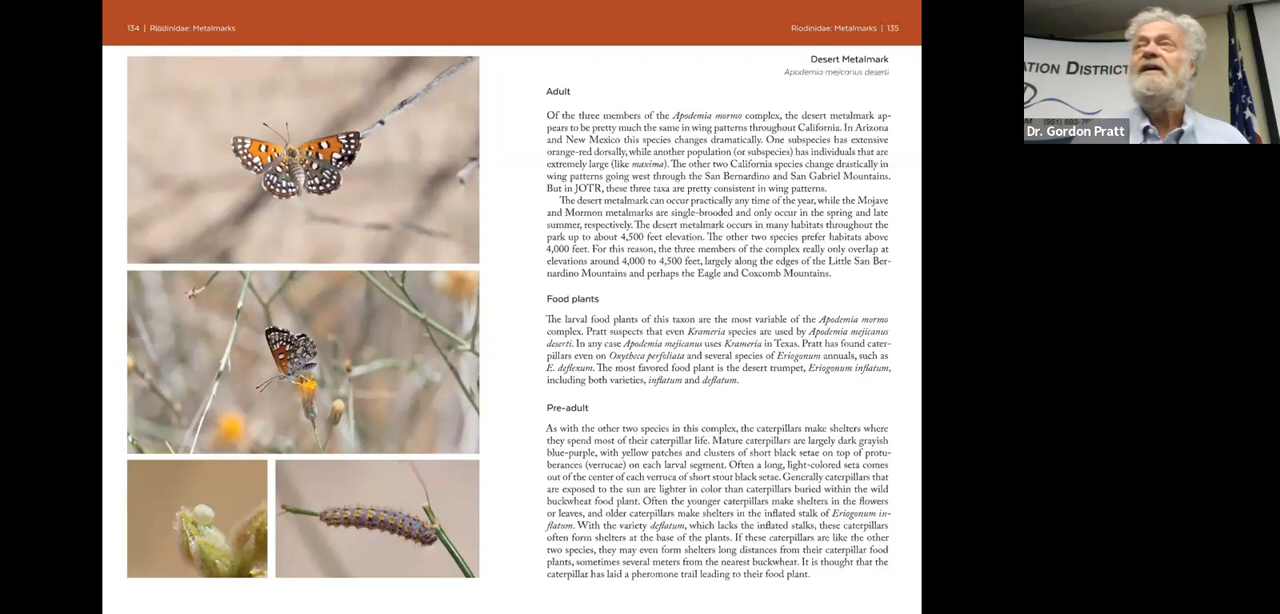 134 | Riodinidae: Metalmarks
Riodinidae: Metalmarks | 135
Desert Metalmark
Apodemia mejicanus deserti
Adult
Of the three members of the Apodemia mormo complex, the desert metalmark ap-
pears to be pretty much the same in wing patterns throughout California. In Arizona
and New Mexico this species changes dramatically. One subspecies has extensive
orange-red dorsally, while another population (or subspecies) has individuals that are
extremely large (like maxima). The other two California species change drastically in
wing patterns going west through the San Bernardino and San Gabriel Mountains.
But in JOTR, these three taxa are pretty consistent in wing patterns.
The desert metalmark can occur practically any time of the year, while the Mojave
and Mormon metalmarks are single-brooded and only occur in the spring and late
summer, respectively. The desert metalmark occurs in many habitats throughout the
park up to about 4,500 feet elevation. The other two species prefer habitats above
4,000 feet. For this reason, the three members of the complex really only overlap at
elevations around 4,000 to 4,500 feet, largely along the edges of the Little San Ber-
nardino Mountains and perhaps the Eagle and Coxcomb Mountains.
Food plants
The larval food plants of this taxon are the most variable of the Apodemia mormo
complex. Pratt suspects that even Krameria species are used by Apodemia mejicanus
deserti. In any case Apodemia mejicanus uses Krameria in Texas. Pratt has found cater-
pillars even on Oxytheca perfoliata and several species of Eriogonum annuals, such as
E. deflexum. The most favored food plant is the desert trumpet, Eriogonum inflatum,
including both varieties, inflatum and deflatum.
Pre-adult
As with the other two species in this complex, the caterpillars make shelters where
they spend most of their caterpillar life. Mature caterpillars are largely dark grayish
blue-purple, with yellow patches and clusters of short black setae on top of protu-
berances (verrucae) on each larval segment. Often a long, light-colored seta comes
out of the center of each verruca of short stout black setae. Generally caterpillars that
are exposed to the sun are lighter in color than caterpillars buried within the wild
buckwheat food plant. Often the younger caterpillars make shelters in the flowers
or leaves, and older caterpillars make shelters in the inflated stalk of Eriogonum in-
flatum. With the variety deflatum, which lacks the inflated stalks, these caterpillars
often form shelters at the base of the plants. If these caterpillars are like the other
two species, they may even form shelters long distances from their caterpillar food
plants, sometimes several meters from the nearest buckwheat. It is thought that the
caterpillar has laid a pheromone trail leading to their food plant.
ATION DISTRICT
Dr. Gordon Pratt